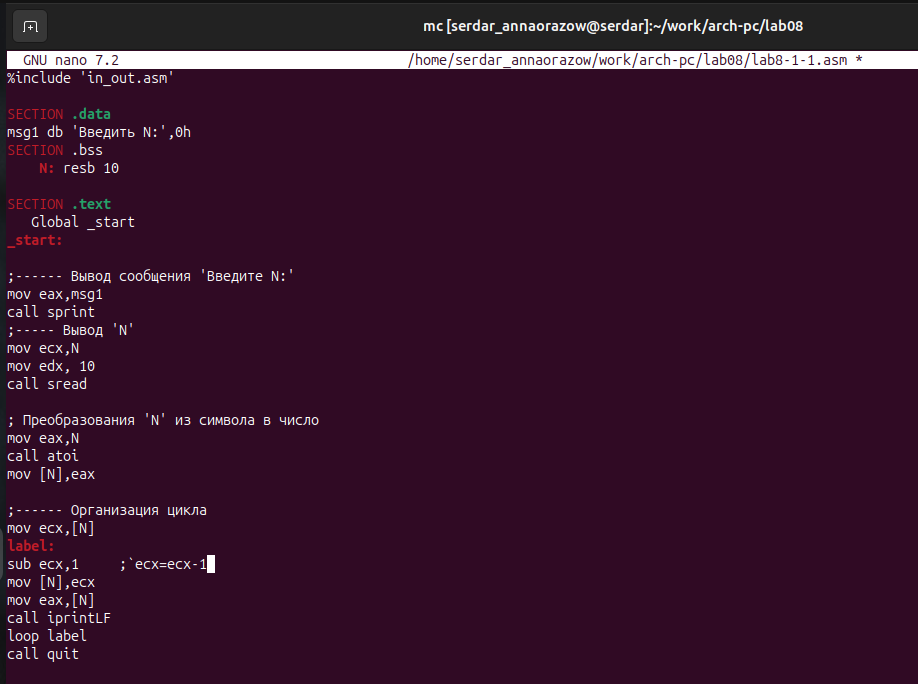 mc [serdar_annaorazow@serdar]:~/work/arch-pc/lab08
GNU nano 7.2 /home/serdar_annaorazow/work/arch-pc/lab08/lab8-1-1.asm *
%include 'in_out.asm'
SECTION .data
msg1 db 'Введить N:',0h
SECTION .bss
N: resb 10
SECTION .text
Global _start
_start:
;------ Вывод сообщения 'Введите N:'
mov eax,msg1
call sprint
;----- Вывод 'N'
mov ecx,N
mov edx, 10
call sread
; Преобразования 'N' из символа в число
mov eax,N
call atoi
mov [N],eax
;------ Организация цикла
mov ecx,[N]
label:
sub ecx,1 ;`ecx=ecx-1
mov [N],ecx
mov eax,[N]
call iprintLF
loop label
call quit